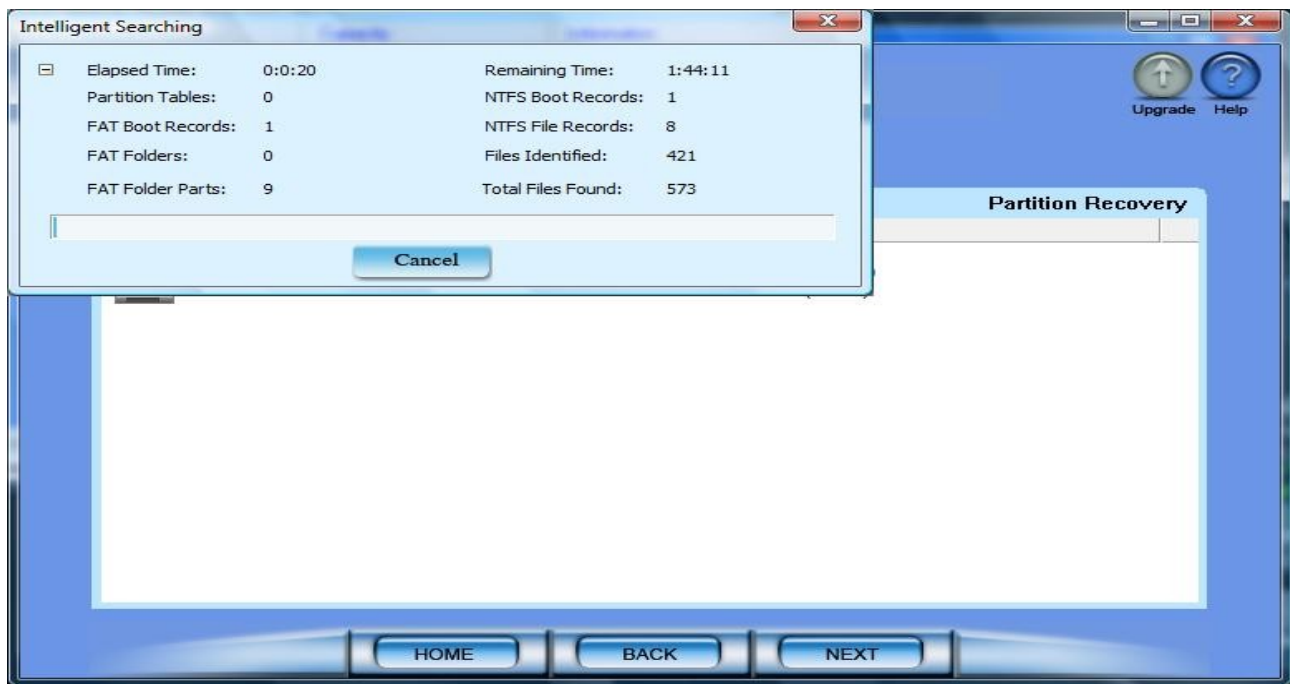 Intelligent Searching
Elapsed Time: 0:0:20 Remaining Time: 1:44:11
Partition Tables: 0 NTFS Boot Records: 1
FAT Boot Records: 1 NTFS File Records: 8
FAT Folders: 0 Files Identified: 421
FAT Folder Parts: 9 Total Files Found: 573
Cancel
Upgrade Help
Partition Recovery
HOME BACK NEXT